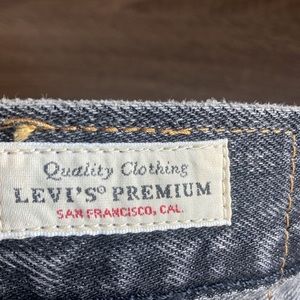 Quality Clothing
LEVI'S® PREMIUM
SAN FRANCISCO, CAL.